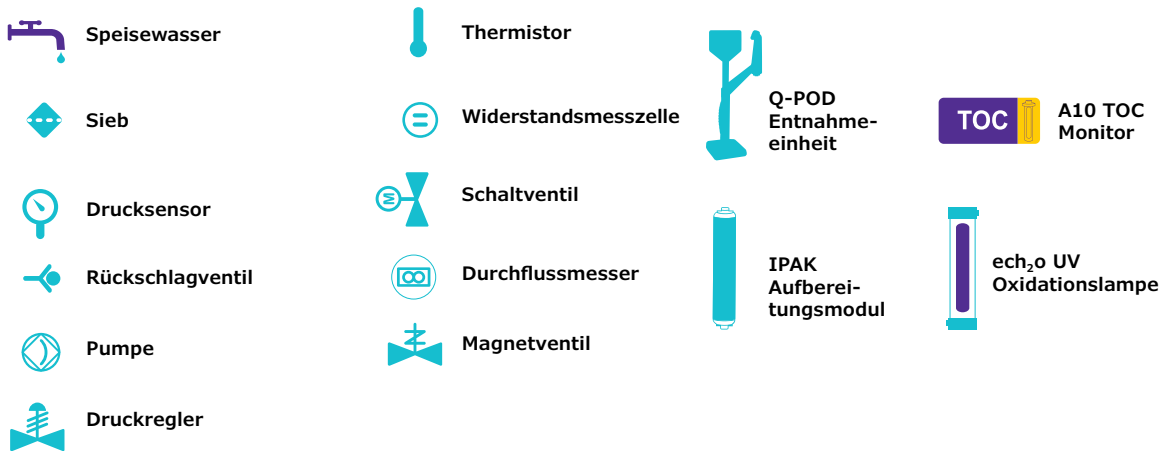 Speisewasser
Sieb
Drucksensor
Rückschlagventil
Pumpe
Druckregler
Thermistor
Widerstandsmesszelle
M
Schaltventil
Durchflussmesser
Magnetventil
Q-POD
Entnahme-
einheit
IPAK
Aufberei-
tungsmodul
TOC
A10 TOC
Monitor
ech₂o UV
Oxidationslampe